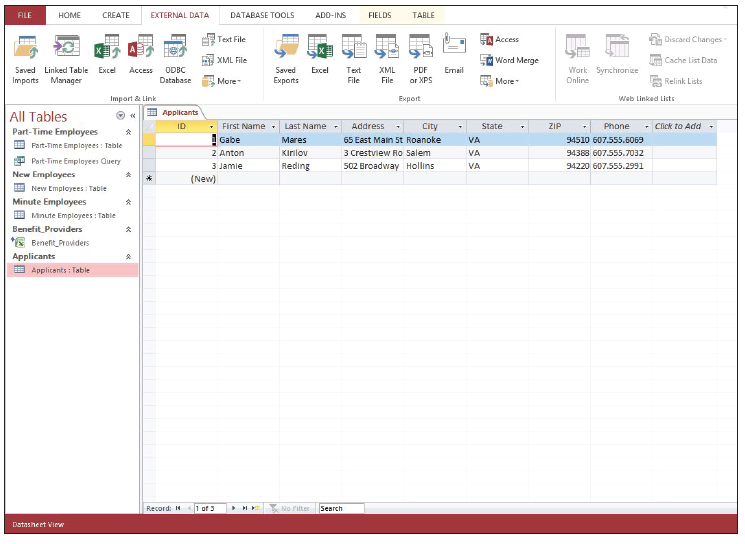 FILE HOME CREATE EXTERNAL DATA DATABASE TOOLS ADD-INS FIELDS TABLE
Saved Imports
Linked Table Manager
Excel
Access
ODBC Database
Text File
XML File
More
Import & Link
Saved Exports
Excel
Text File
XML File
PDF or XPS
Email
Access
Word Merge
More
Export
Work Online
Synchronize
Discard Changes
Cache List Data
Relink Lists
Web Linked Lists
All Tables
Part-Time Employees
Part-Time Employees : Table
Part-Time Employees Query
New Employees
New Employees : Table
Minute Employees
Minute Employees : Table
Benefit_Providers
Benefit_Providers
Applicants
Applicants : Table
Applicants
ID First Name Last Name Address City State ZIP Phone Click to Add
1 Gabe Mares 65 East Main St Roanoke VA 94510 607.555.6069
2 Anton Kirilov 3 Crestview Ro Salem VA 94388 607.555.7032
3 Jamie Reding 502 Broadway Hollins VA 94220 607.555.2991
(New)
Record: 1 of 3 No Filter Search
Datasheet View